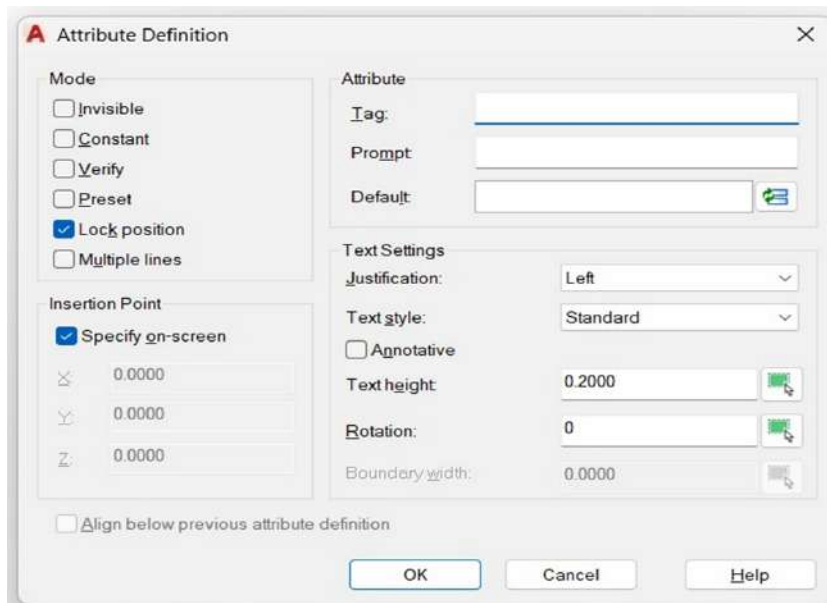 Attribute Definition
Mode
Invisible
Constant
Verify
Preset
Lock position
Multiple lines
Insertion Point
Specify on-screen
X: 0.0000
Y: 0.0000
Z: 0.0000
Attribute
Tag:
Prompt
Default:
Text Settings
Justification: Left
Text style: Standard
Annotative
Text height: 0.2000
Rotation: 0
Boundary width: 0.0000
Align below previous attribute definition
OK Cancel Help